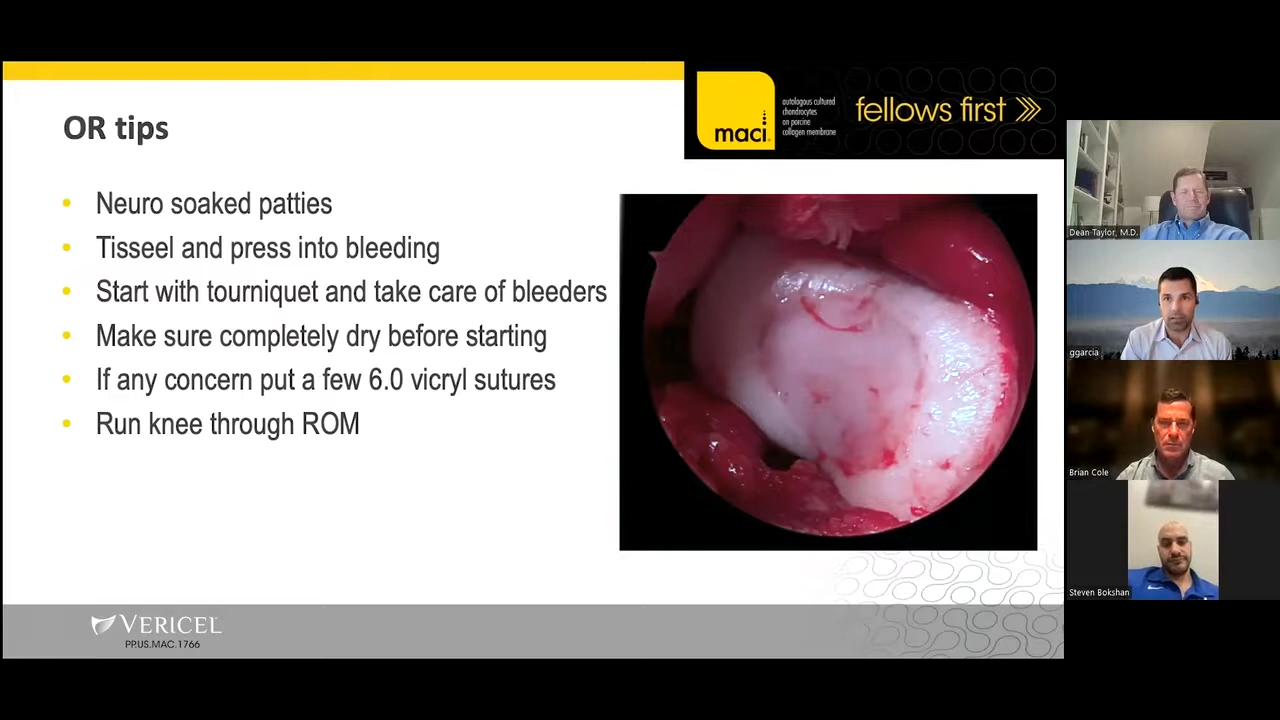 OR tips
maci
autologous cultured
chondrocytes
on porcine
collagen membrane
fellows first
• Neuro soaked patties
• Tisseel and press into bleeding
• Start with tourniquet and take care of bleeders
• Make sure completely dry before starting
• If any concern put a few 6.0 vicryl sutures
• Run knee through ROM
VERICEL
PP.US.MAC.1766
Dean Taylor, M.D.
ggarcia
Brian Cole
Steven Bokshan